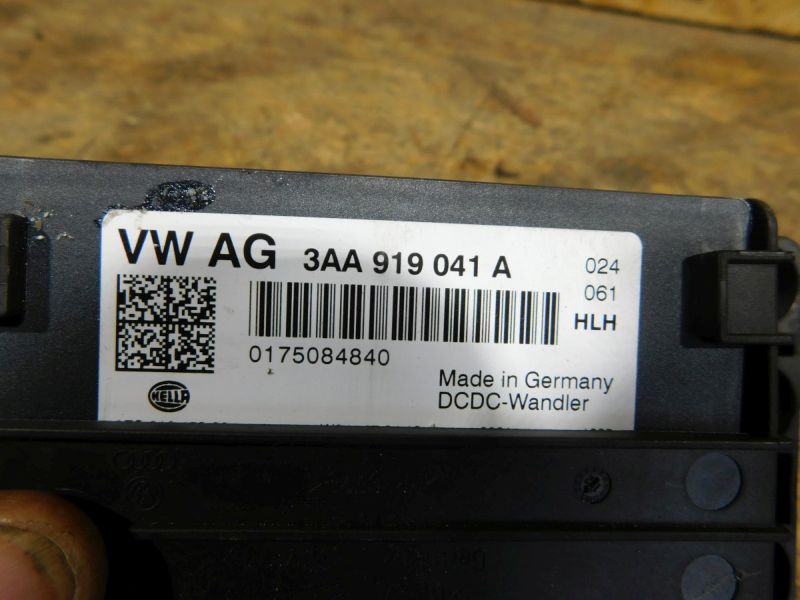 VW AG 3AA 919 041 A 024
061
HLH
0175084840
HELLA
Made in Germany
DCDC-Wandler